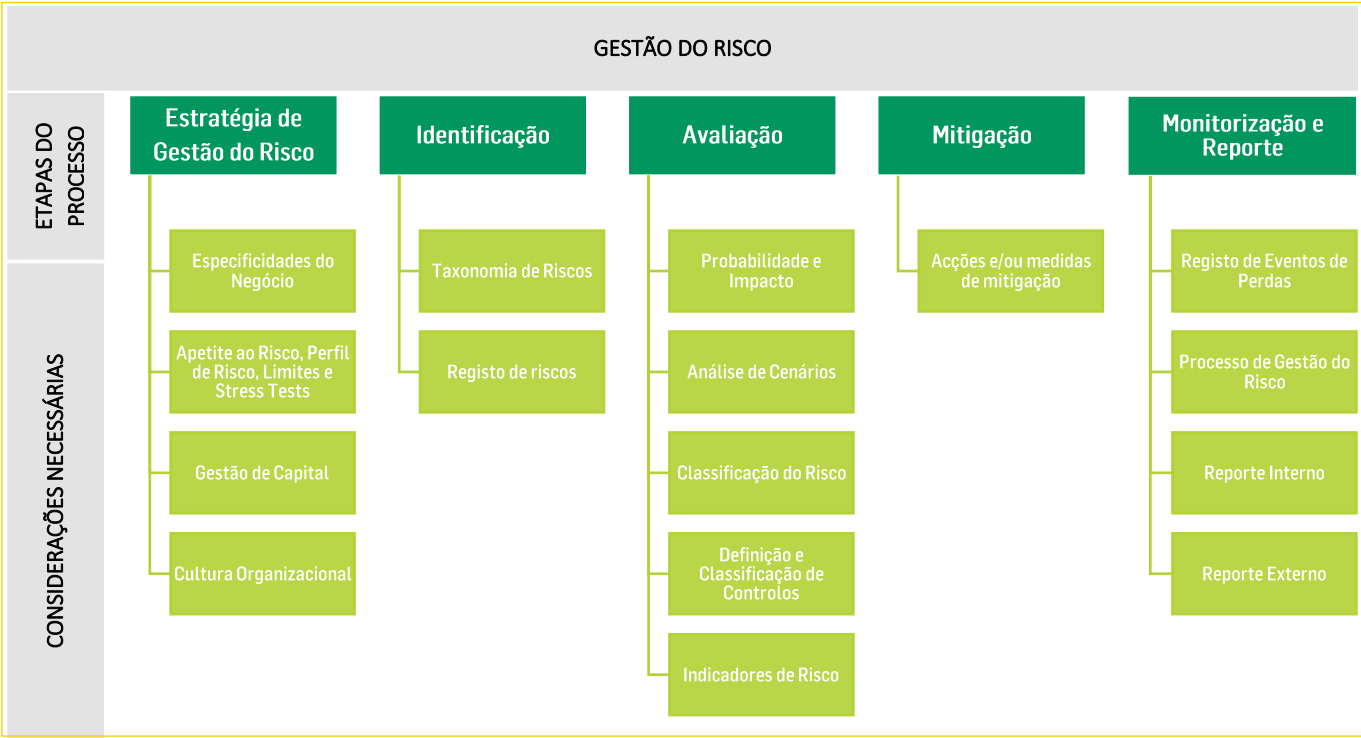 GESTÃO DO RISCO
ETAPAS DO
PROCESSO
Estratégia de
Gestão do Risco
Identificação
Avaliação
Mitigação
Monitorização e
Reporte
CONSIDERAÇÕES NECESSÁRIAS
Especificidades do
Negócio
Apetite ao Risco, Perfil
de Risco, Limites e
Stress Tests
Gestão de Capital
Cultura Organizacional
Taxonomia de Riscos
Registo de riscos
Probabilidade e
Impacto
Análise de Cenários
Classificação do Risco
Definição e
Classificação de
Controlos
Indicadores de Risco
Acções e/ou medidas
de mitigação
Registo de Eventos de
Perdas
Processo de Gestão do
Risco
Reporte Interno
Reporte Externo